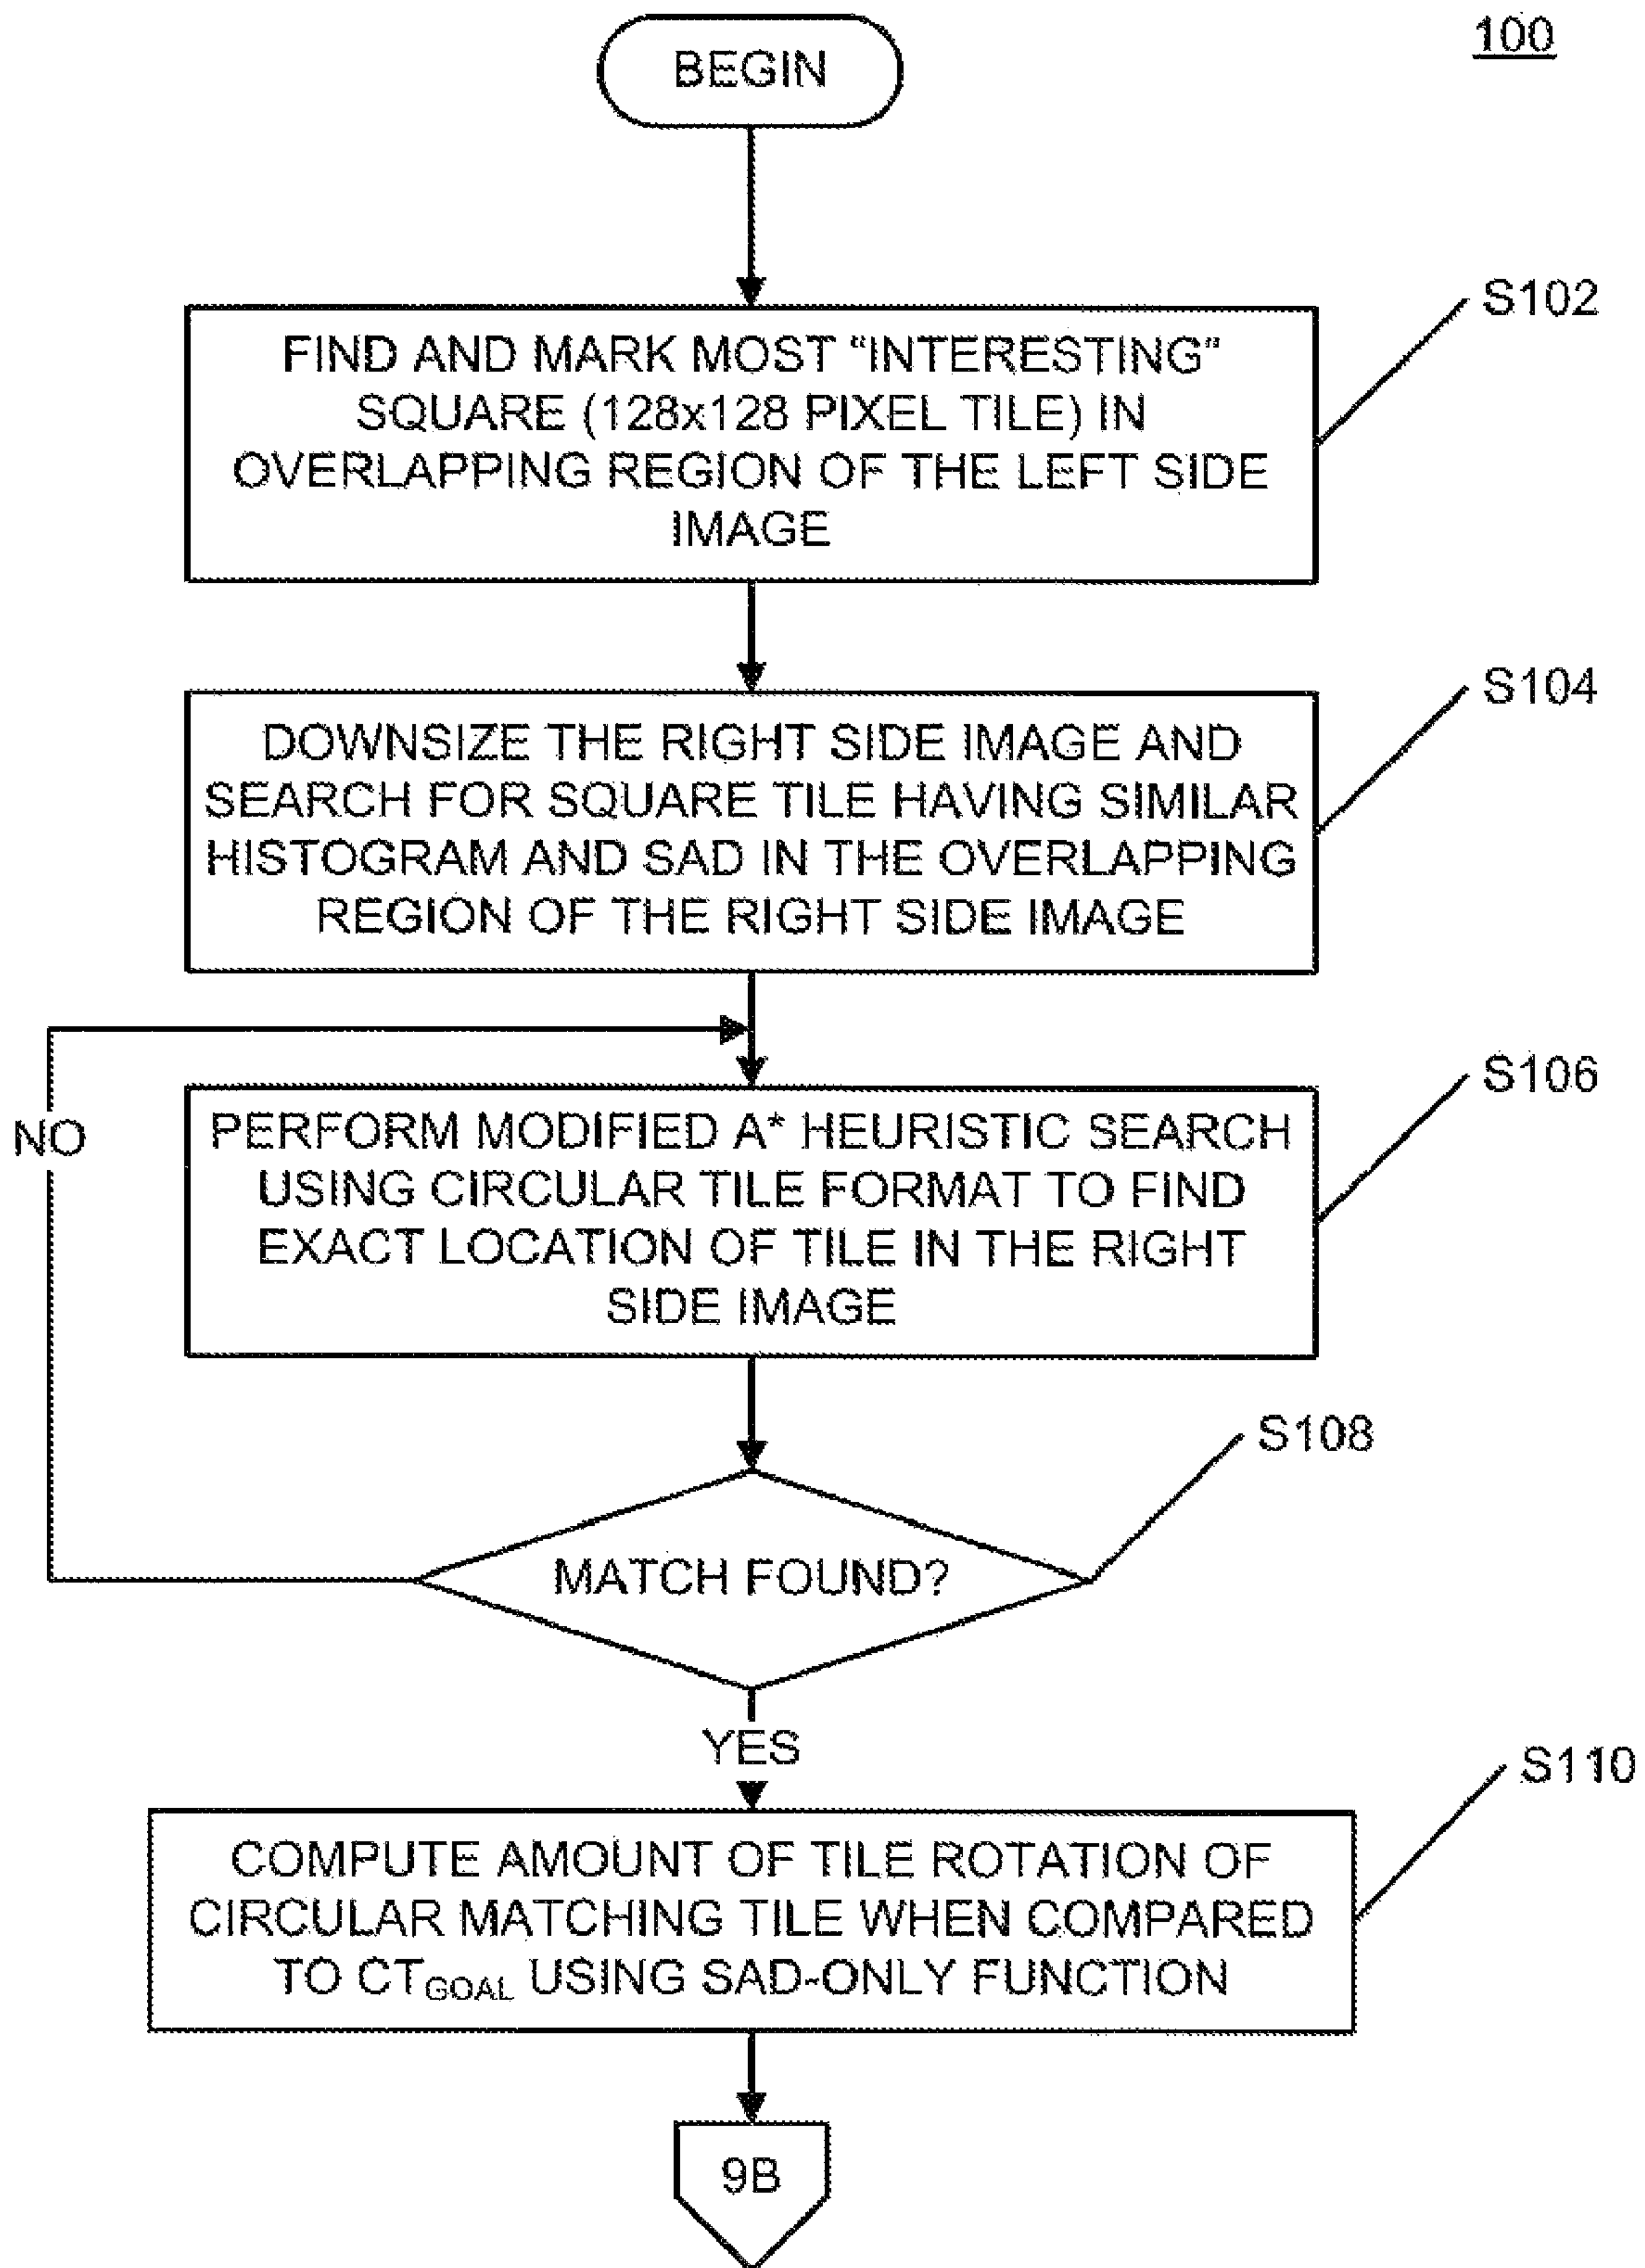 100
BEGIN
S102
FIND AND MARK MOST “INTERESTING“
SQUARE (128x128 PIXEL TILE) IN
OVERLAPPING REGION OF THE LEFT SIDE
IMAGE
S104
DOWNSIZE THE RIGHT SIDE IMAGE AND
SEARCH FOR SQUARE TILE HAVING SIMILAR
HISTOGRAM AND SAD IN THE OVERLAPPING
REGION OF THE RIGHT SIDE IMAGE
S106
NO
PERFORM MODIFIED A* HEURISTIC SEARCH
USING CIRCULAR TILE FORMAT TO FIND
EXACT LOCATION OF TILE IN THE RIGHT
SIDE IMAGE
S108
MATCH FOUND?
YES
S110
COMPUTE AMOUNT OF TILE ROTATION OF
CIRCULAR MATCHING TILE WHEN COMPARED
TO CT_GOAL USING SAD-ONLY FUNCTION
9B